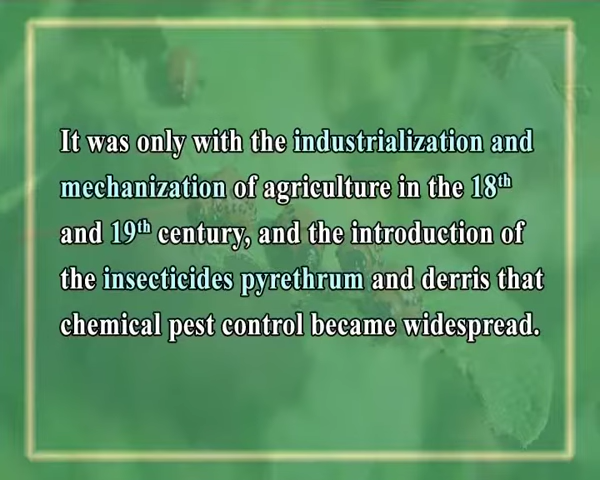 It was only with the industrialization and
mechanization of agriculture in the 18th
and 19th century, and the introduction of
the insecticides pyrethrum and derris that
chemical pest control became widespread.